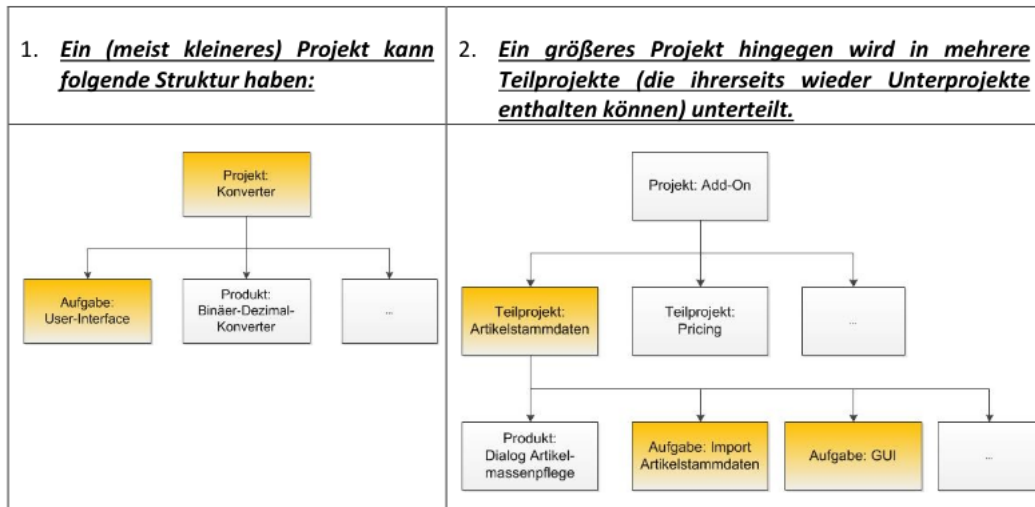 1. Ein (meist kleineres) Projekt kann
folgende Struktur haben:
2. Ein größeres Projekt hingegen wird in mehrere
Teilprojekte (die ihrerseits wieder Unterprojekte
enthalten können) unterteilt.
Projekt:
Konverter
Aufgabe:
User-Interface
Produkt:
Binäer-Dezimal-
Konverter
...
Projekt: Add-On
Teilprojekt:
Artikelstammdaten
Teilprojekt:
Pricing
...
Produkt:
Dialog Artikel-
massenpflege
Aufgabe: Import
Artikelstammdaten
Aufgabe: GUI
...